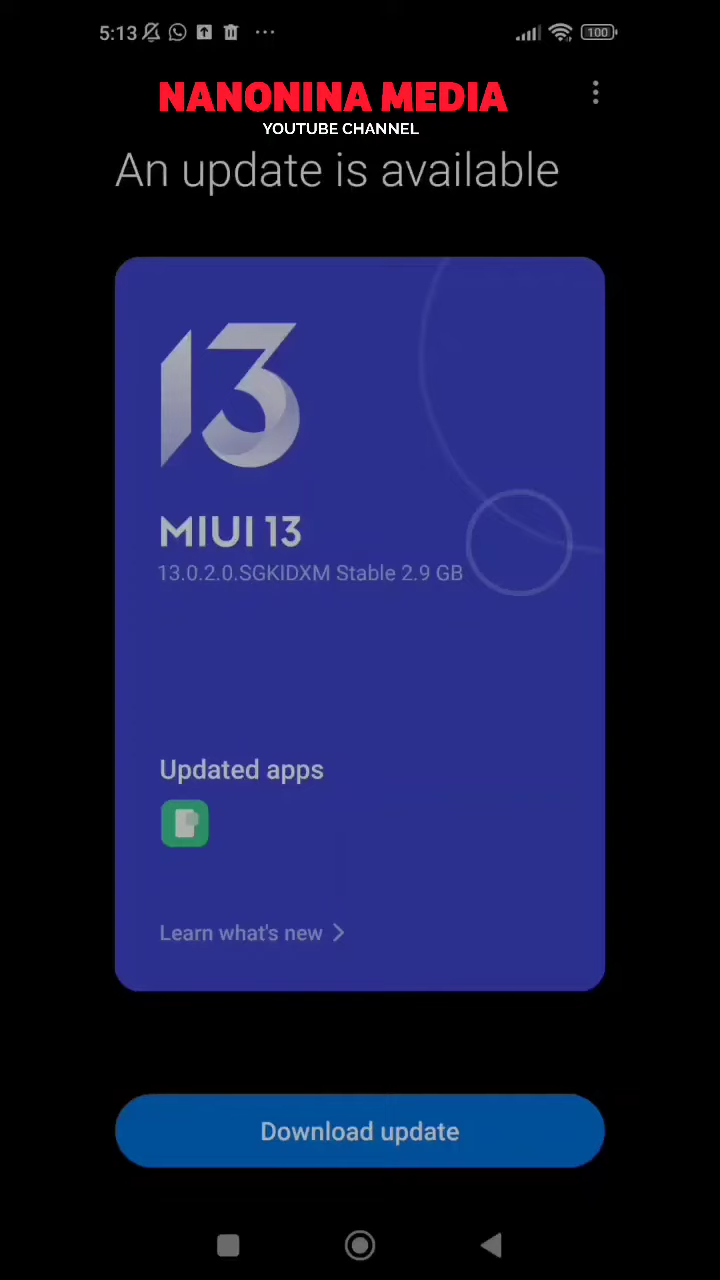 5:13
100
NANONINA MEDIA
YOUTUBE CHANNEL
An update is available
13
MIUI 13
13.0.2.0.SGKIDXM Stable 2.9 GB
Updated apps
Learn what's new
Download update